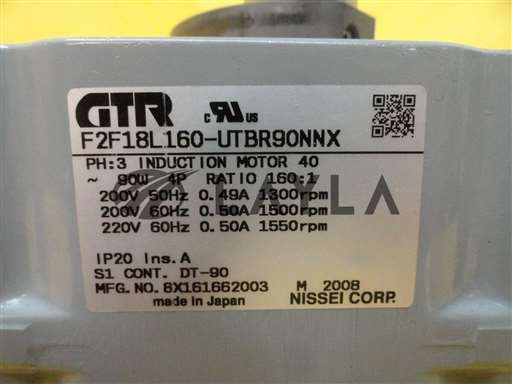 GTR c RU us
F2F18L160-UTBR90NNX
PH:3 INDUCTION MOTOR 40
~ 90W 4P RATIO 160:1
200V 50Hz 0.49A 1300rpm
200V 60Hz 0.50A 1500rpm
220V 60Hz 0.50A 1550rpm
LAYLA
IP20 Ins.A
S1 CONT. DT-90
MFG.NO.8X161662003 M 2008
made in Japan NISSEI CORP.